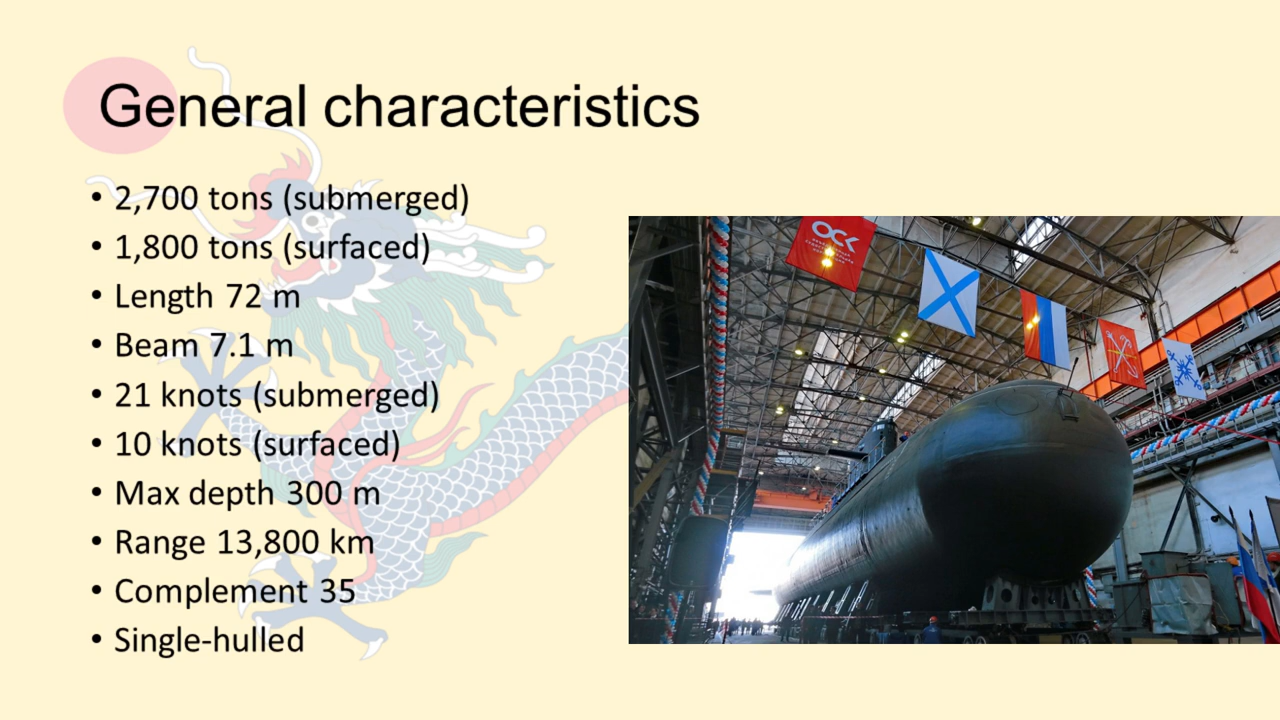 General characteristics
• 2,700 tons (submerged)
• 1,800 tons (surfaced)
• Length 72 m
• Beam 7.1 m
• 21 knots (submerged)
• 10 knots (surfaced)
• Max depth 300 m
• Range 13,800 km
• Complement 35
• Single-hulled
ОСК